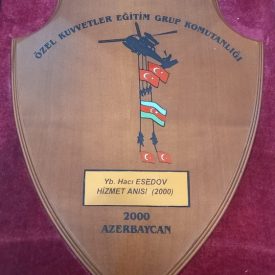 ÖZEL KUVVETLER EĞİTİM GRUP KOMUTANLIĞI
Yb. Hacı ESEDOV
HİZMET ANISI (2000)
2000
AZERBAYCAN